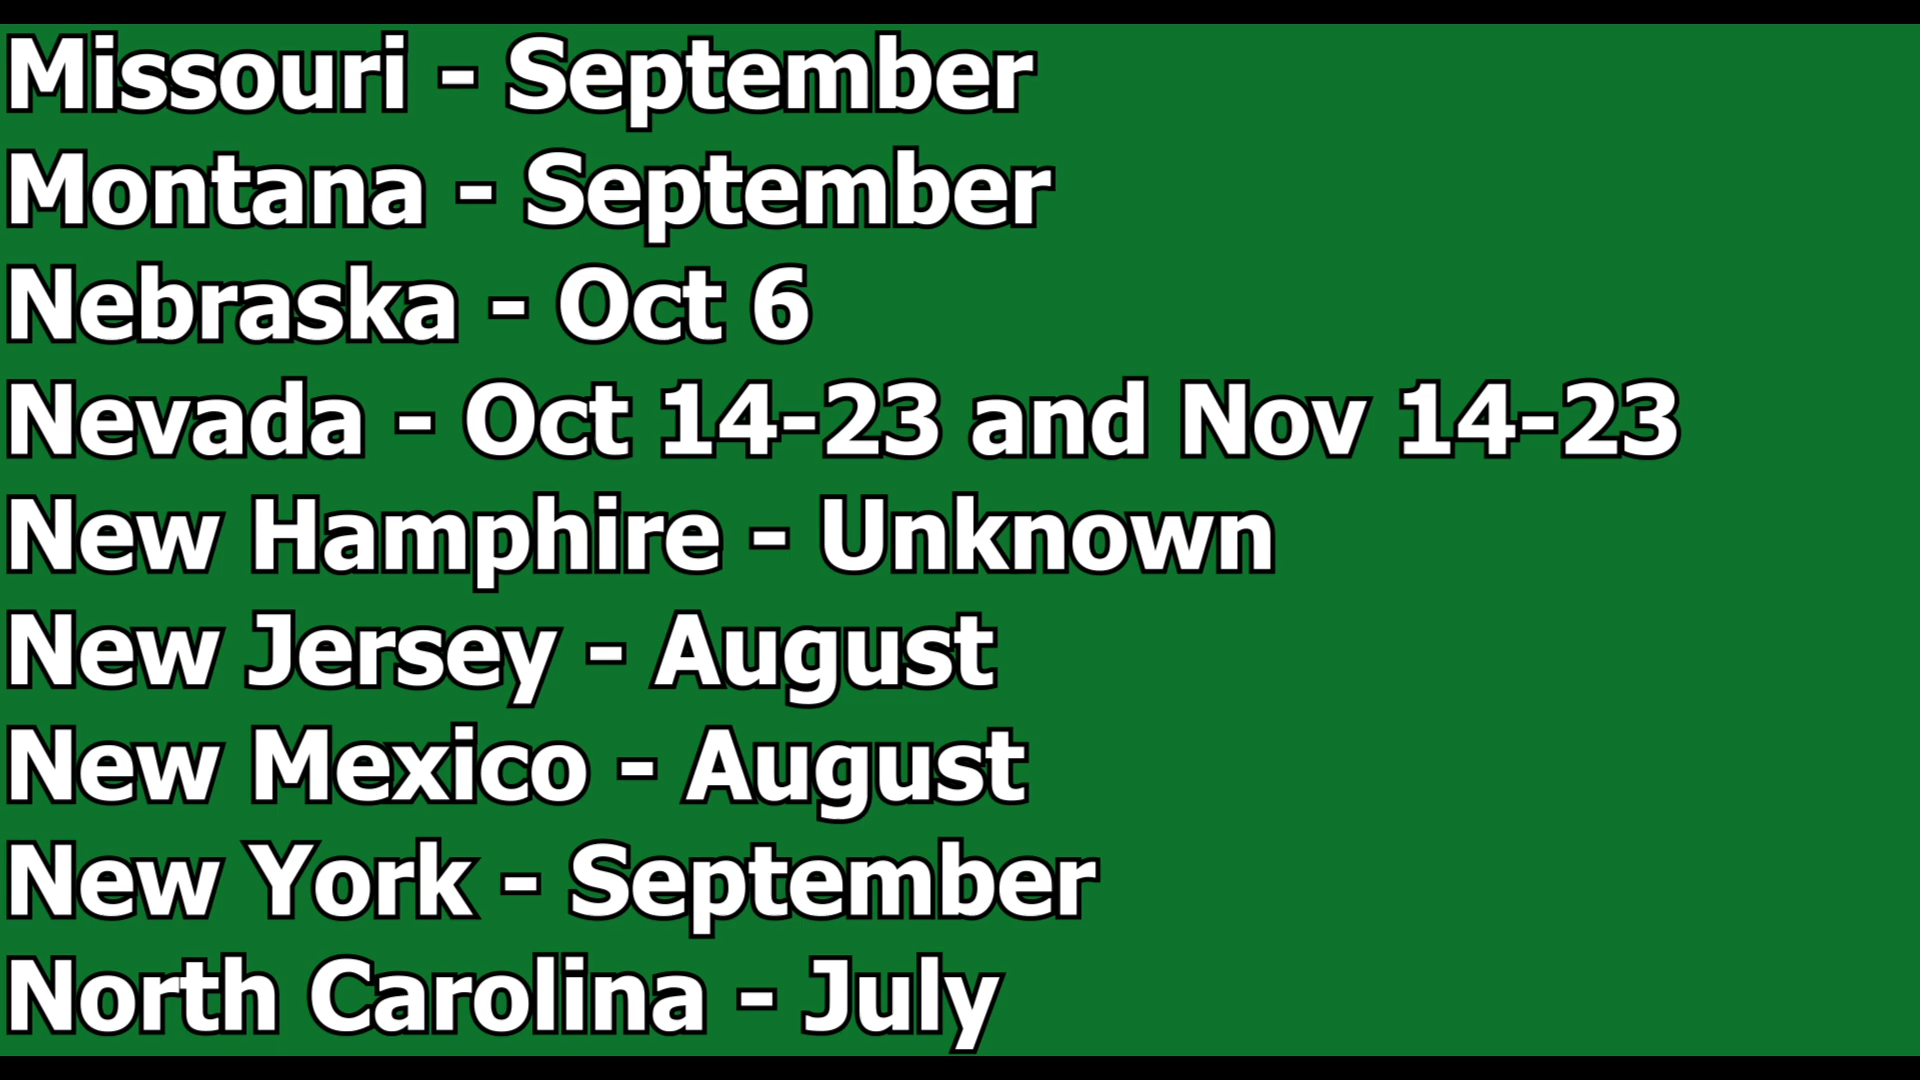 Missouri - September
Montana - September
Nebraska - Oct 6
Nevada - Oct 14-23 and Nov 14-23
New Hamphire - Unknown
New Jersey - August
New Mexico - August
New York - September
North Carolina - July